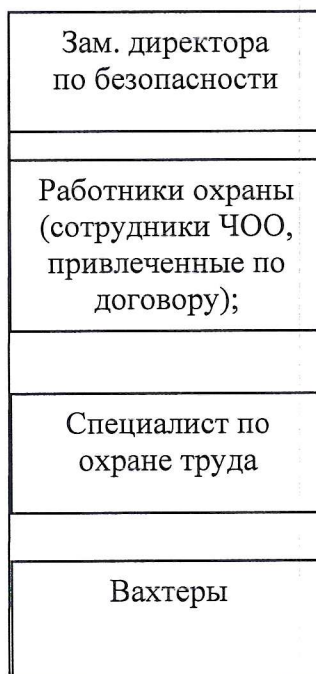 Зам. директора
по безопасности
Работники охраны
(сотрудники ЧОО,
привлеченные по
договору);
Специалист по
охране труда
Вахтеры